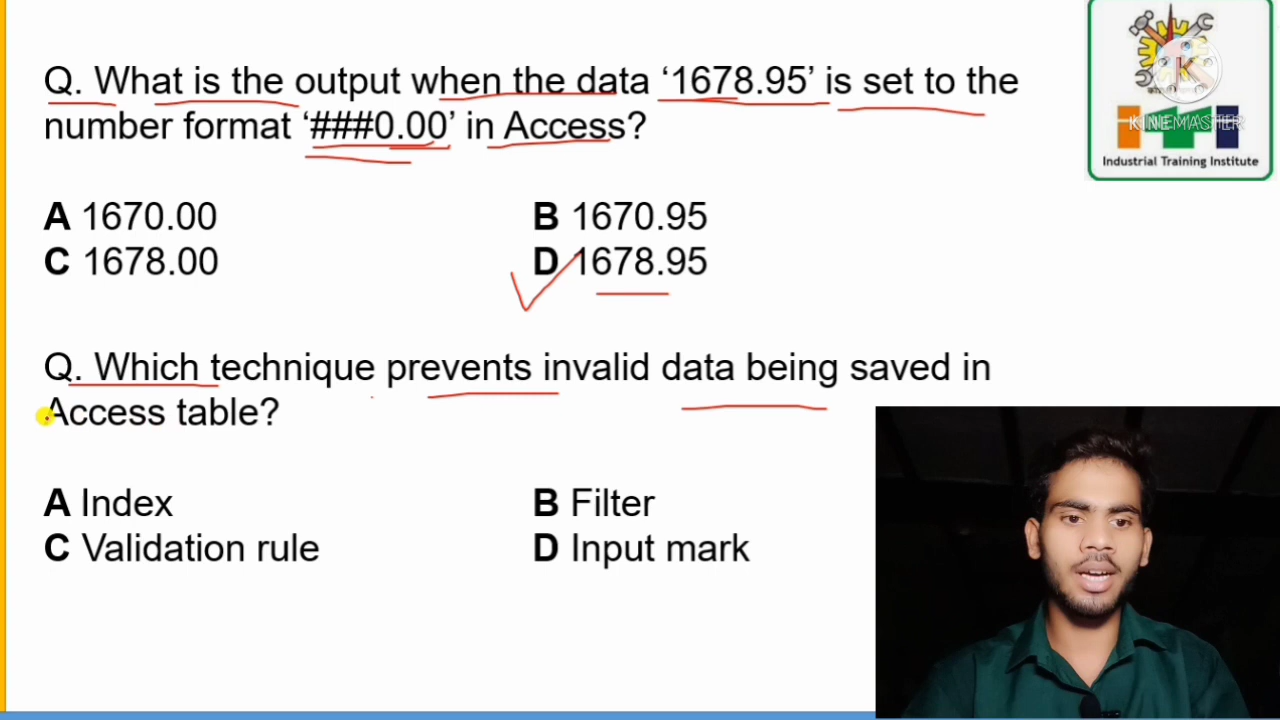 Q. What is the output when the data ‘1678.95’ is set to the
number format ‘###0.00’ in Access?
A 1670.00
B 1670.95
C 1678.00
D 1678.95
Q. Which technique prevents invalid data being saved in
Access table?
A Index
B Filter
C Validation rule
D Input mark
K
KINEMASTER
Industrial Training Institute